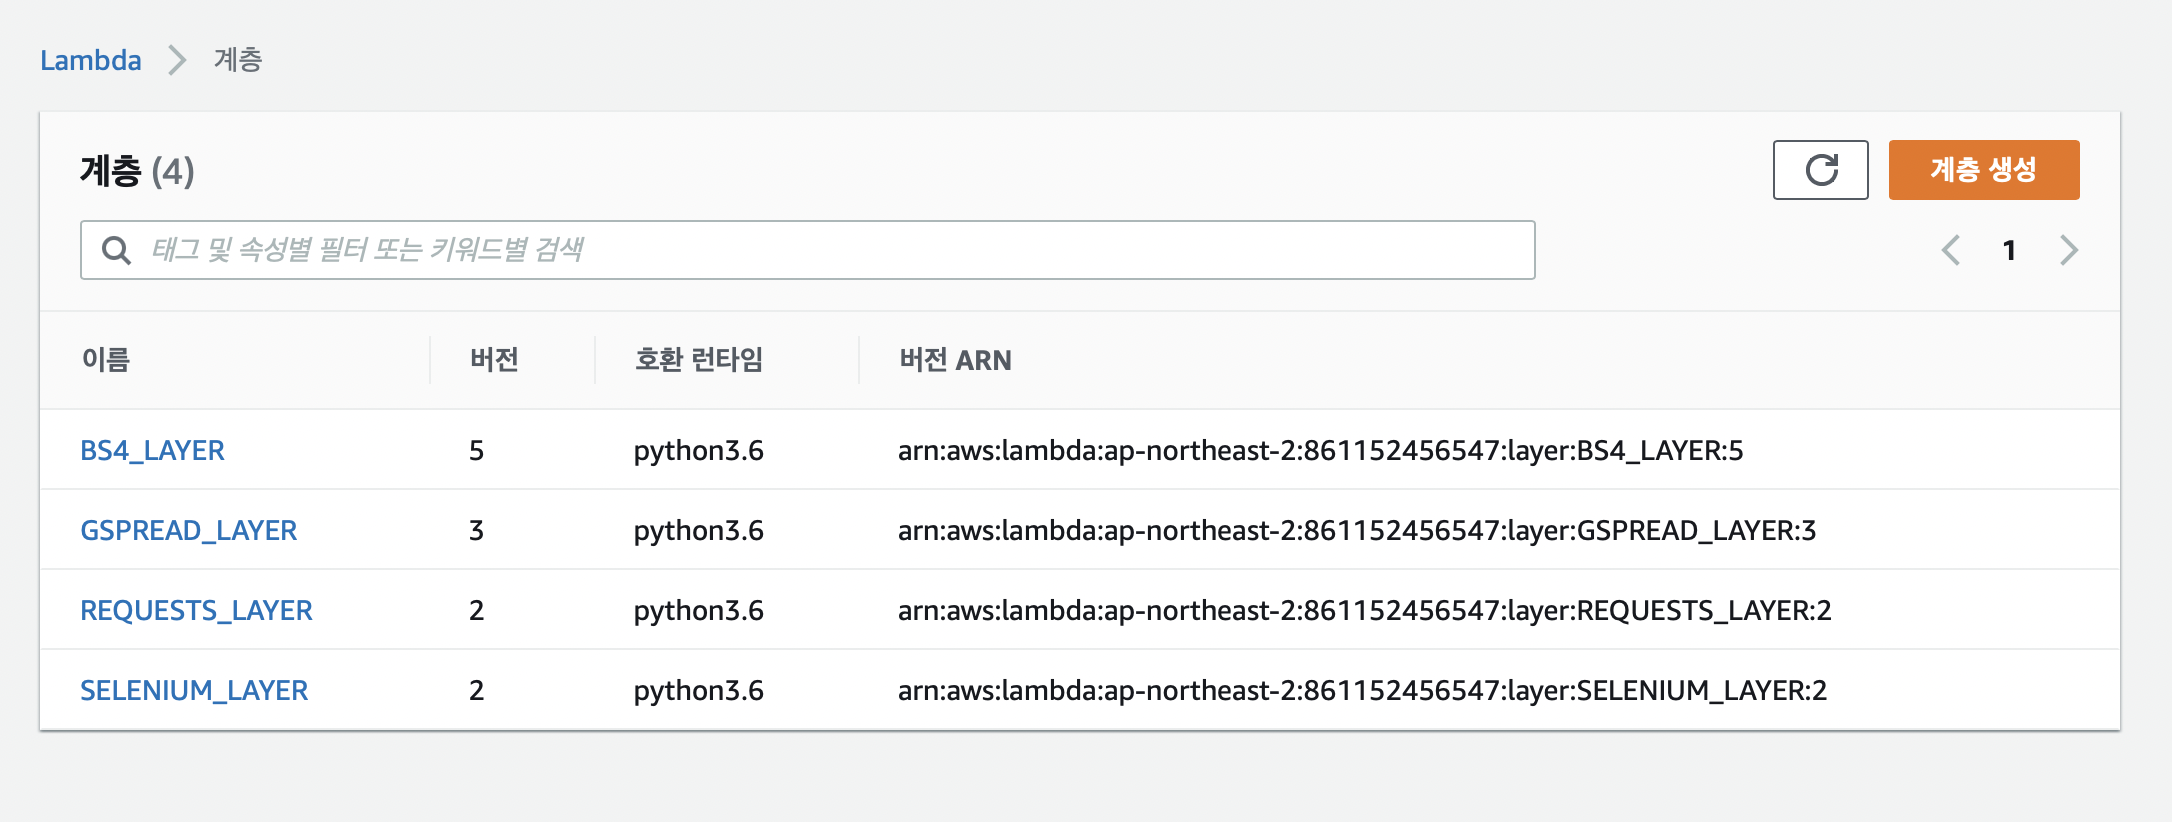 Lambda 계층
계층 (4)
계층 생성
태그 및 속성별 필터 또는 키워드별 검색
1
이름 버전 호환 런타임 버전 ARN
BS4_LAYER 5 python3.6 arn:aws:lambda:ap-northeast-2:861152456547:layer:BS4_LAYER:5
GSPREAD_LAYER 3 python3.6 arn:aws:lambda:ap-northeast-2:861152456547:layer:GSPREAD_LAYER:3
REQUESTS_LAYER 2 python3.6 arn:aws:lambda:ap-northeast-2:861152456547:layer:REQUESTS_LAYER:2
SELENIUM_LAYER 2 python3.6 arn:aws:lambda:ap-northeast-2:861152456547:layer:SELENIUM_LAYER:2